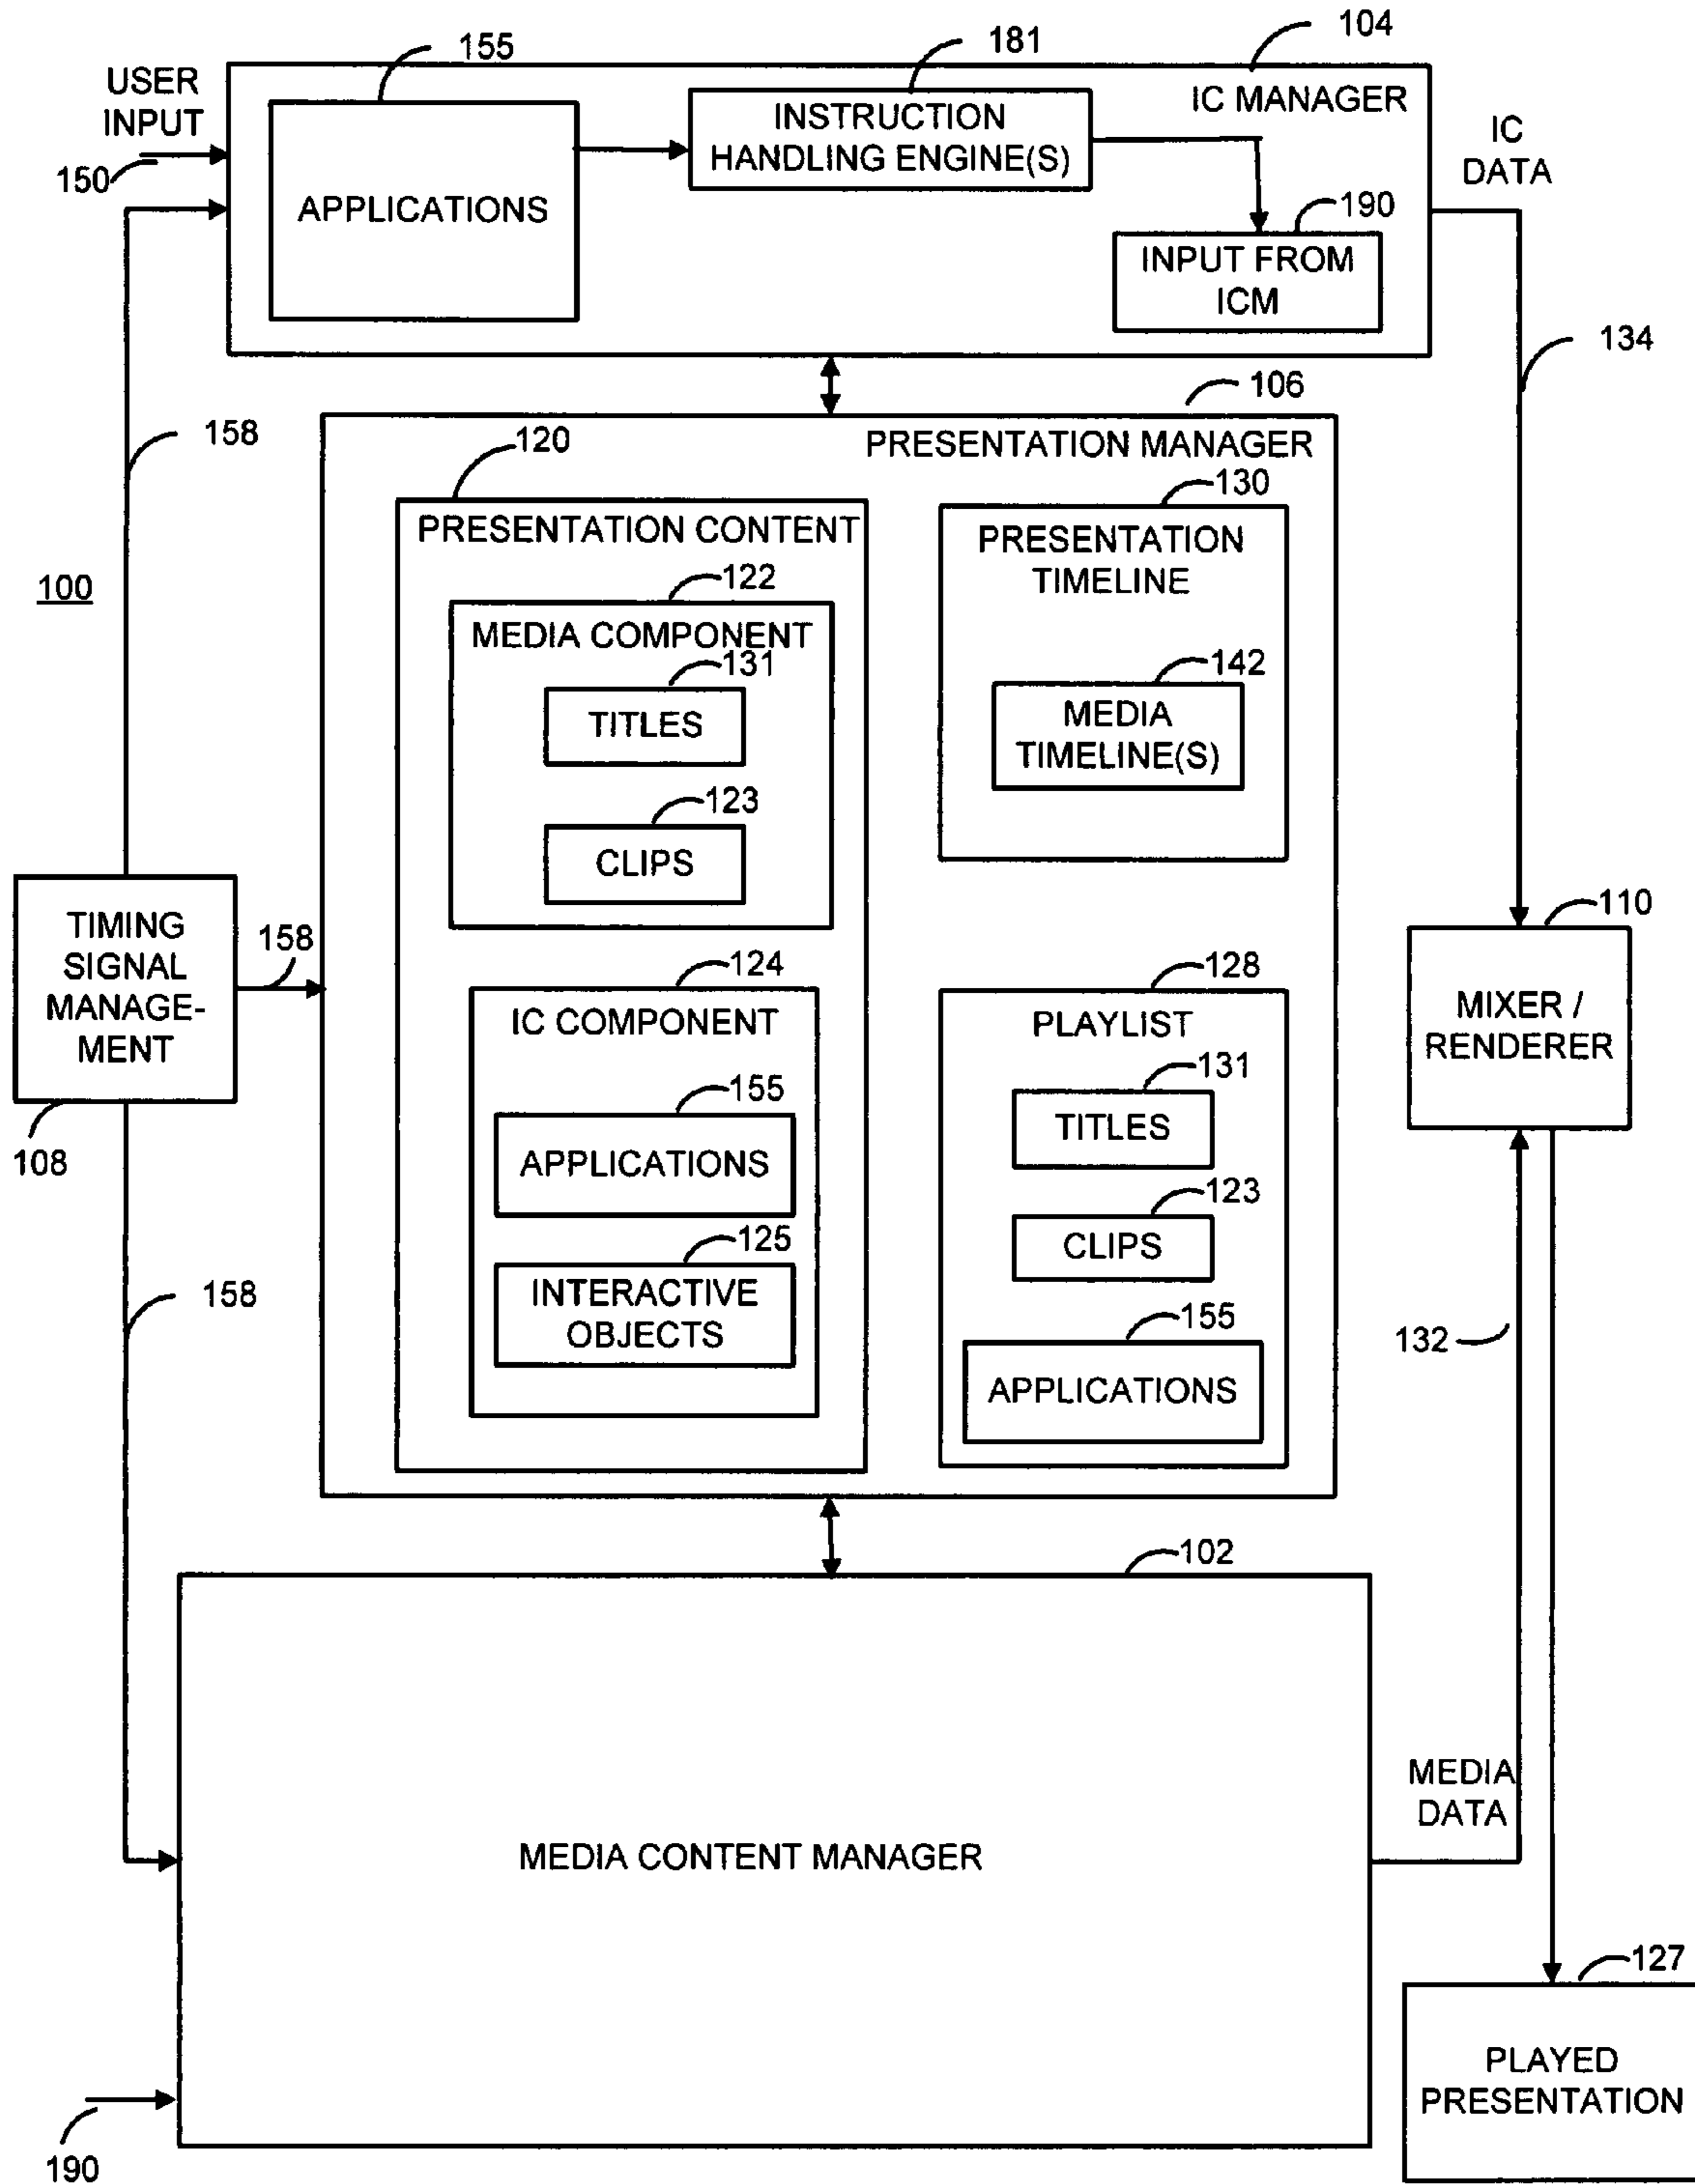 155
181
104
USER
INPUT
IC MANAGER
INSTRUCTION
HANDLING ENGINE(S)
IC
DATA
150
APPLICATIONS
190
INPUT FROM
ICM
134
106
158
120
PRESENTATION MANAGER
130
PRESENTATION CONTENT
PRESENTATION
TIMELINE
100
122
MEDIA COMPONENT
131
142
TITLES
MEDIA
TIMELINE(S)
123
CLIPS
110
TIMING
SIGNAL
MANAGE-
MENT
158
124
128
MIXER /
RENDERER
IC COMPONENT
PLAYLIST
155
131
108
APPLICATIONS
TITLES
125
123
INTERACTIVE
OBJECTS
CLIPS
158
155
132
APPLICATIONS
102
MEDIA
DATA
MEDIA CONTENT MANAGER
127
PLAYED
PRESENTATION
190